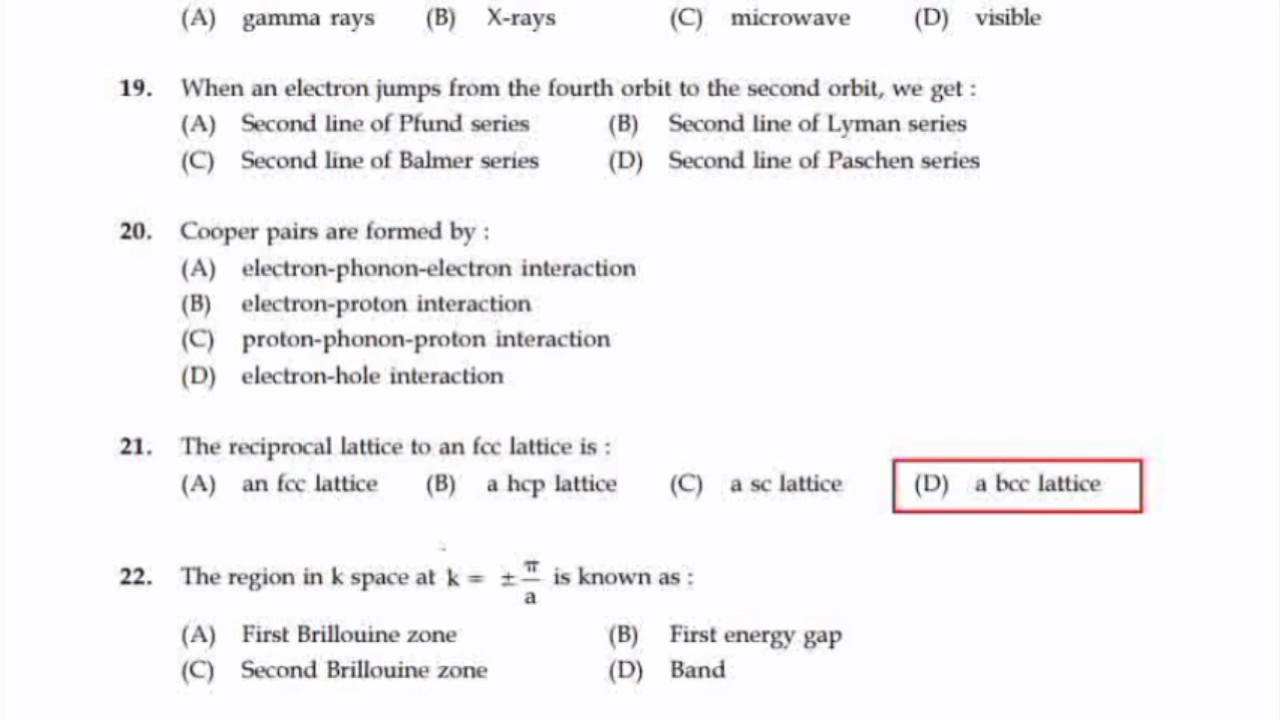 (A) gamma rays (B) X-rays (C) microwave (D) visible
19. When an electron jumps from the fourth orbit to the second orbit, we get :
(A) Second line of Pfund series (B) Second line of Lyman series
(C) Second line of Balmer series (D) Second line of Paschen series
20. Cooper pairs are formed by :
(A) electron-phonon-electron interaction
(B) electron-proton interaction
(C) proton-phonon-proton interaction
(D) electron-hole interaction
21. The reciprocal lattice to an fcc lattice is :
(A) an fcc lattice (B) a hcp lattice (C) a sc lattice (D) a bcc lattice
22. The region in k space at k = ± π/a is known as :
(A) First Brillouine zone (B) First energy gap
(C) Second Brillouine zone (D) Band